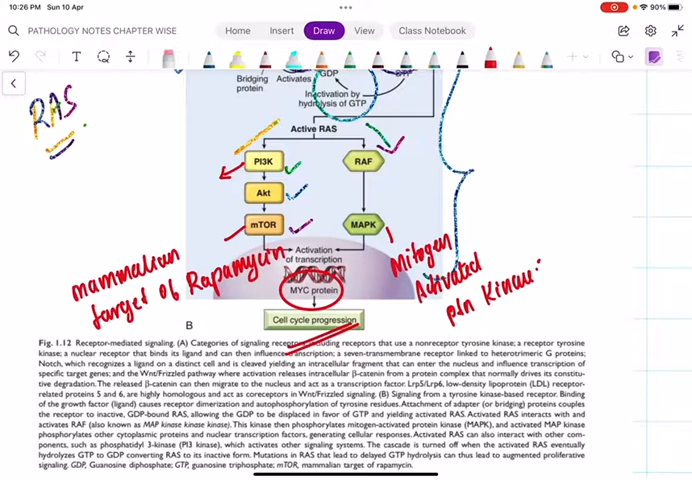 10:26 PM Sun 10 Apr
90%
PATHOLOGY NOTES CHAPTER WISE
Home Insert Draw View Class Notebook
RAS
Bridging protein
Activates
GDP
GTP
Inactivation by
hydrolysis of GTP
Active RAS
PI3K
RAF
Akt
mTOR
MAPK
mammalian
target of Rapamycin
Mitogen
Activated
ptn Kinase
Activation
of transcription
MYC protein
Cell cycle progression
B
Fig. 1.12 Receptor-mediated signaling. (A) Categories of signaling receptors, including receptors that use a nonreceptor tyrosine kinase; a receptor tyrosine
kinase; a nuclear receptor that binds its ligand and can then influence transcription; a seven-transmembrane receptor linked to heterotrimeric G proteins;
Notch, which recognizes a ligand on a distinct cell and is cleaved yielding an intracellular fragment that can enter the nucleus and influence transcription of
specific target genes; and the Wnt/Frizzled pathway where activation releases intracellular β-catenin from a protein complex that normally drives its constitu-
tive degradation. The released β-catenin can then migrate to the nucleus and act as a transcription factor. Lrp5/Lrp6, low-density lipoprotein (LDL) receptor-
related proteins 5 and 6, are highly homologous and act as coreceptors in Wnt/Frizzled signaling. (B) Signaling from a tyrosine kinase-based receptor. Binding
of the growth factor (ligand) causes receptor dimerization and autophosphorylation of tyrosine residues. Attachment of adapter (or bridging) proteins couples
the receptor to inactive, GDP-bound RAS, allowing the GDP to be displaced in favor of GTP and yielding activated RAS. Activated RAS interacts with and
activates RAF (also known as MAP kinase kinase kinase). This kinase then phosphorylates mitogen-activated protein kinase (MAPK), and activated MAP kinase
phosphorylates other cytoplasmic proteins and nuclear transcription factors, generating cellular responses. Activated RAS can also interact with other com-
ponents, such as phosphatidyl 3-kinase (PI3 kinase), which activates other signaling systems. The cascade is turned off when the activated RAS eventually
hydrolyzes GTP to GDP converting RAS to its inactive form. Mutations in RAS that lead to delayed GTP hydrolysis can thus lead to augmented proliferative
signaling. GDP, Guanosine diphosphate; GTP, guanosine triphosphate; mTOR, mammalian target of rapamycin.